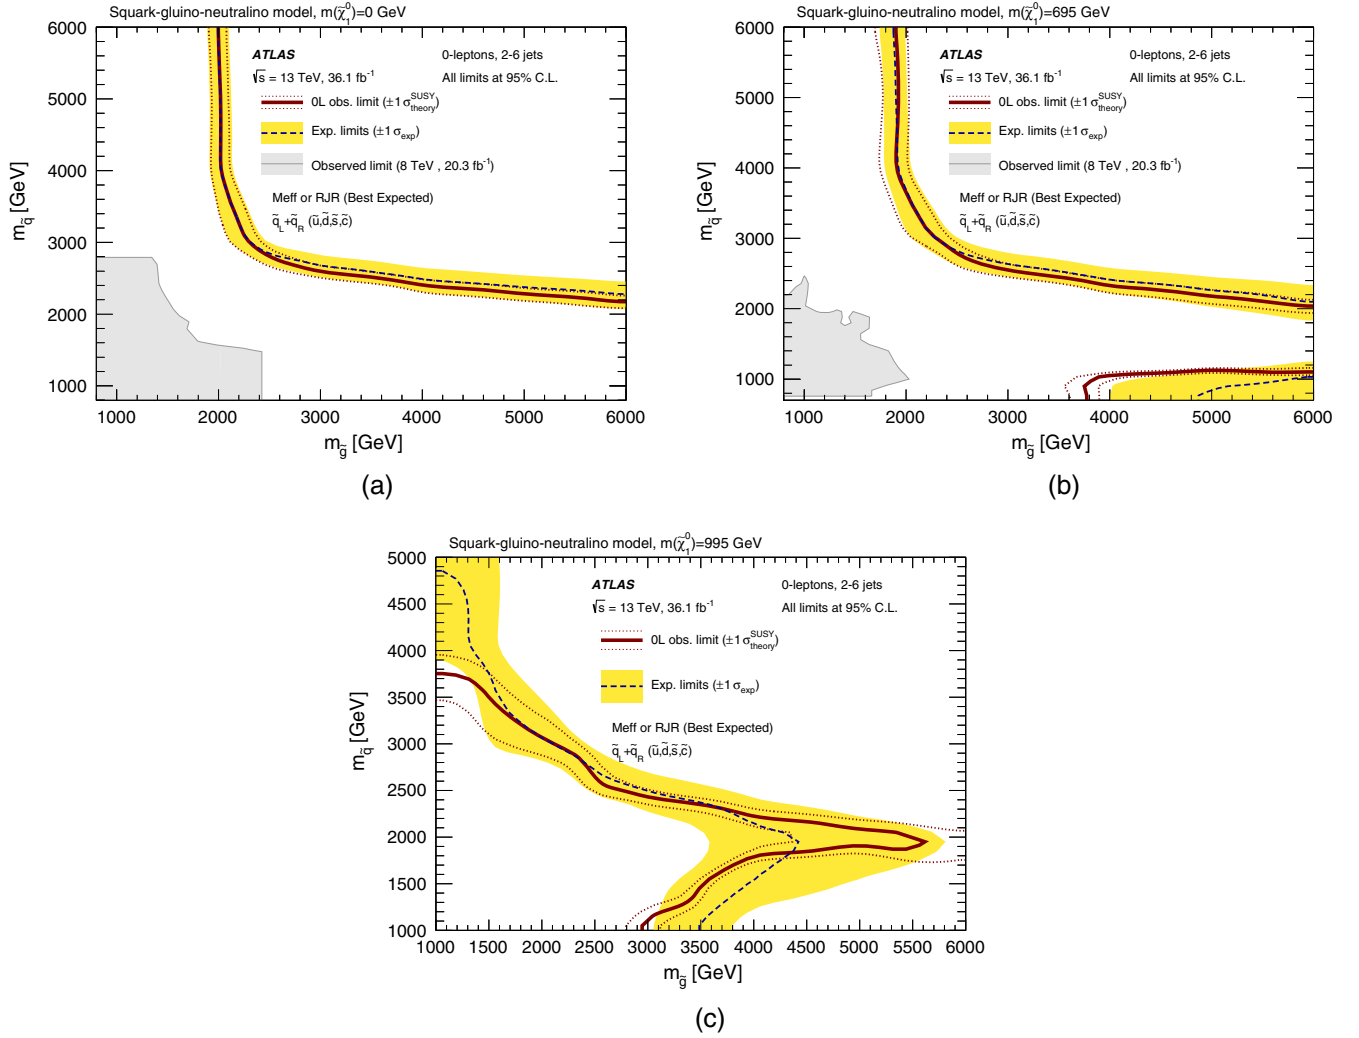 Squark-gluino-neutralino model, m(χ̃⁰₁)=0 GeV
ATLAS
0-leptons, 2-6 jets
√s = 13 TeV, 36.1 fb⁻¹
All limits at 95% C.L.
0L obs. limit (±1 σ^SUSY_theory)
Exp. limits (±1 σ_exp)
Observed limit (8 TeV , 20.3 fb⁻¹)
Meff or RJR (Best Expected)
q̃_L+q̃_R (ũ,d̃,s̃,c̃)
6000
5000
4000
3000
2000
1000
m_q̃ [GeV]
1000 2000 3000 4000 5000 6000
m_g̃ [GeV]
(a)
Squark-gluino-neutralino model, m(χ̃⁰₁)=695 GeV
ATLAS
0-leptons, 2-6 jets
√s = 13 TeV, 36.1 fb⁻¹
All limits at 95% C.L.
0L obs. limit (±1 σ^SUSY_theory)
Exp. limits (±1 σ_exp)
Observed limit (8 TeV , 20.3 fb⁻¹)
Meff or RJR (Best Expected)
q̃_L+q̃_R (ũ,d̃,s̃,c̃)
6000
5000
4000
3000
2000
1000
m_q̃ [GeV]
1000 2000 3000 4000 5000 6000
m_g̃ [GeV]
(b)
Squark-gluino-neutralino model, m(χ̃⁰₁)=995 GeV
ATLAS
0-leptons, 2-6 jets
√s = 13 TeV, 36.1 fb⁻¹
All limits at 95% C.L.
0L obs. limit (±1 σ^SUSY_theory)
Exp. limits (±1 σ_exp)
Meff or RJR (Best Expected)
q̃_L+q̃_R (ũ,d̃,s̃,c̃)
5000
4500
4000
3500
3000
2500
2000
1500
1000
m_q̃ [GeV]
1000 1500 2000 2500 3000 3500 4000 4500 5000 5500 6000
m_g̃ [GeV]
(c)